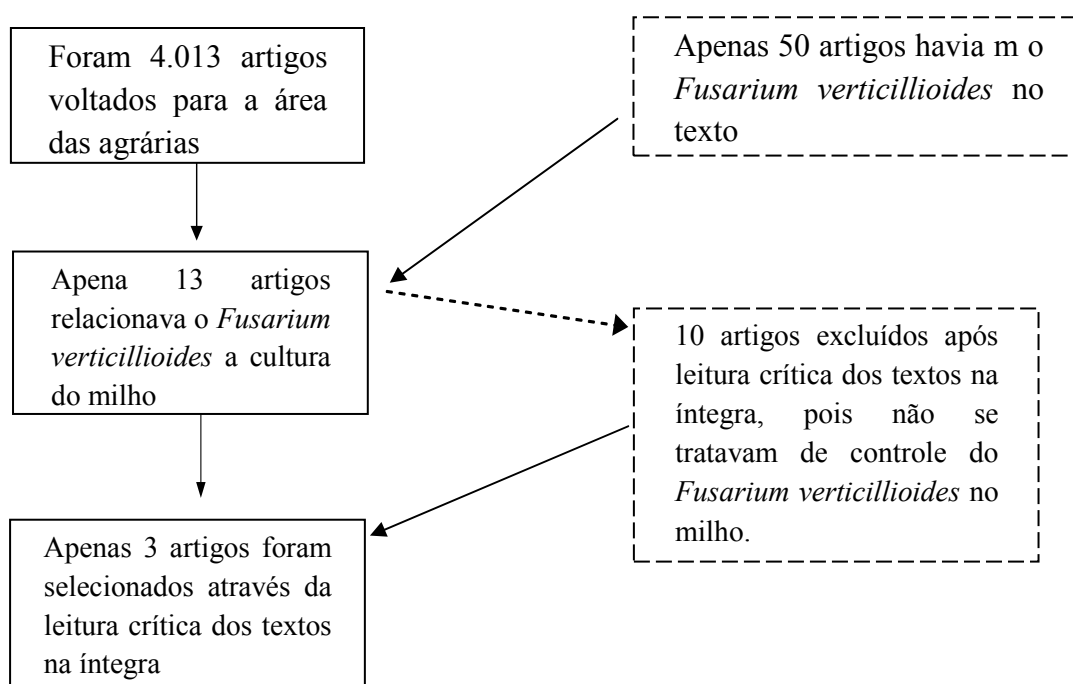 Foram 4.013 artigos
voltados para a área
das agrárias
Apenas 50 artigos havia m o
Fusarium verticillioides no
texto
Apena 13 artigos
relacionava o Fusarium
verticillioides a cultura
do milho
10 artigos excluídos após
leitura crítica dos textos na
íntegra, pois não se
tratavam de controle do
Fusarium verticillioides no
milho.
Apenas 3 artigos foram
selecionados através da
leitura crítica dos textos
na íntegra